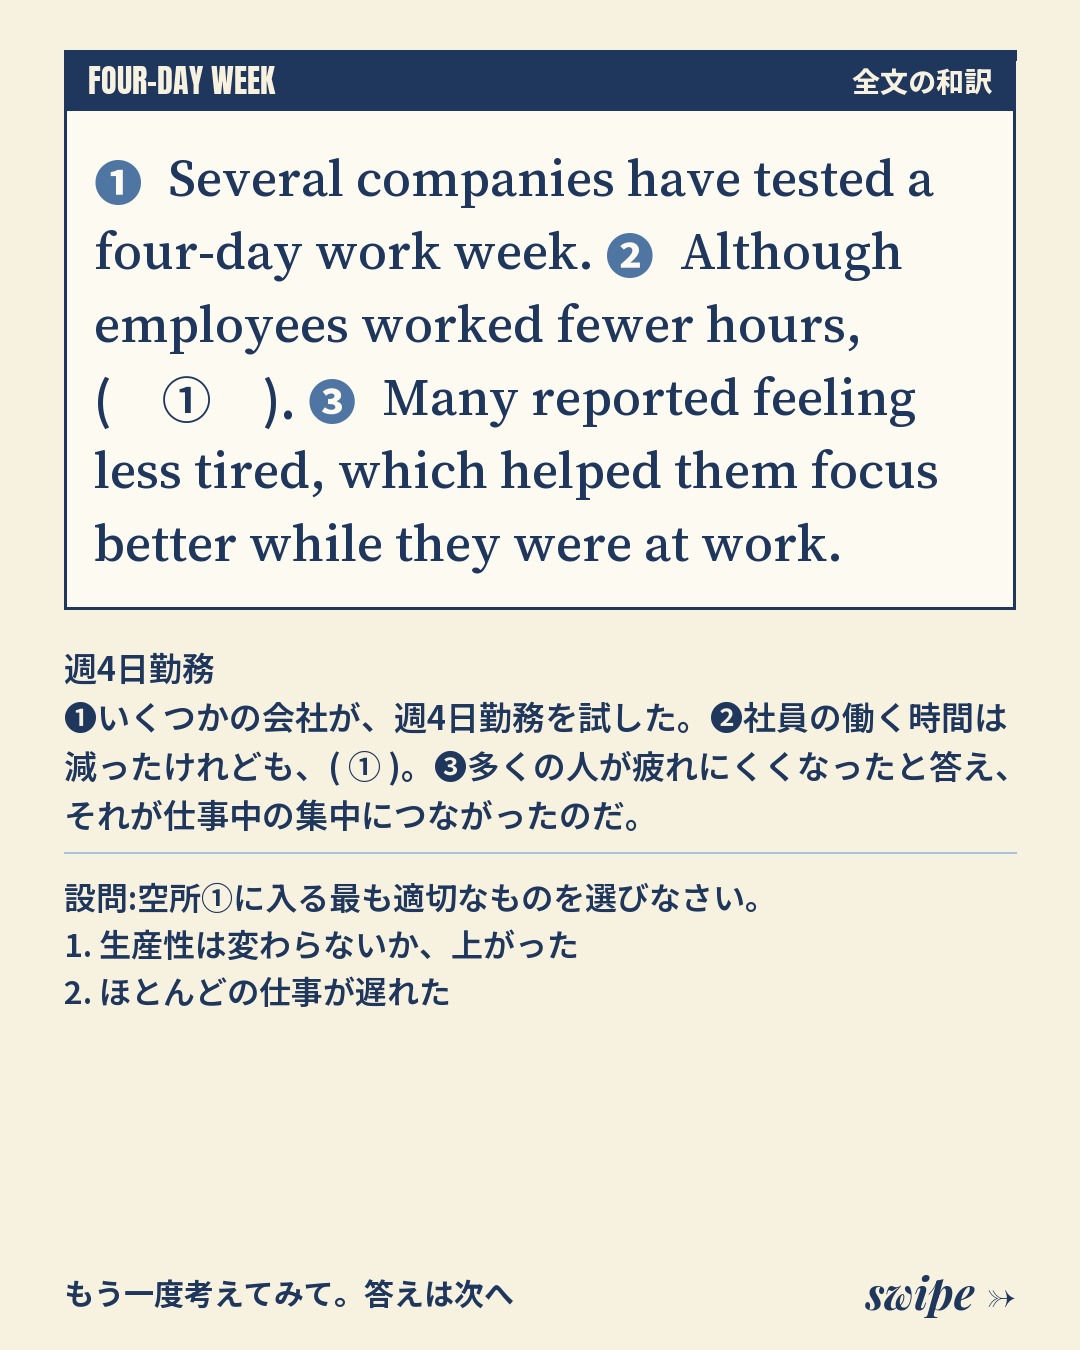 FOUR-DAY WEEK
全文の和訳
❶ Several companies have tested a
four-day work week. ❷ Although
employees worked fewer hours,
( ① ). ❸ Many reported feeling
less tired, which helped them focus
better while they were at work.
週4日勤務
❶いくつかの会社が、週4日勤務を試した。❷社員の働く時間は
減ったけれども、( ① )。❸多くの人が疲れにくくなったと答え、
それが仕事中の集中につながったのだ。
設問:空所①に入る最も適切なものを選びなさい。
1. 生産性は変わらないか、上がった
2. ほとんどの仕事が遅れた
もう一度考えてみて。答えは次へ
swipe